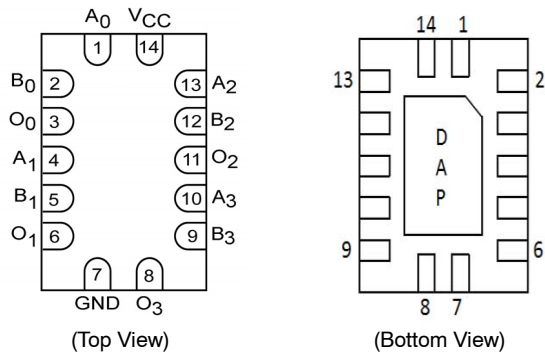 A0 VCC
1 14
B0 2 13 A2
O0 3 12 B2
A1 4 11 O2
B1 5 10 A3
O1 6 9 B3
7 8
GND O3
(Top View)
14 1
13 2
D
A
P
9 6
8 7
(Bottom View)